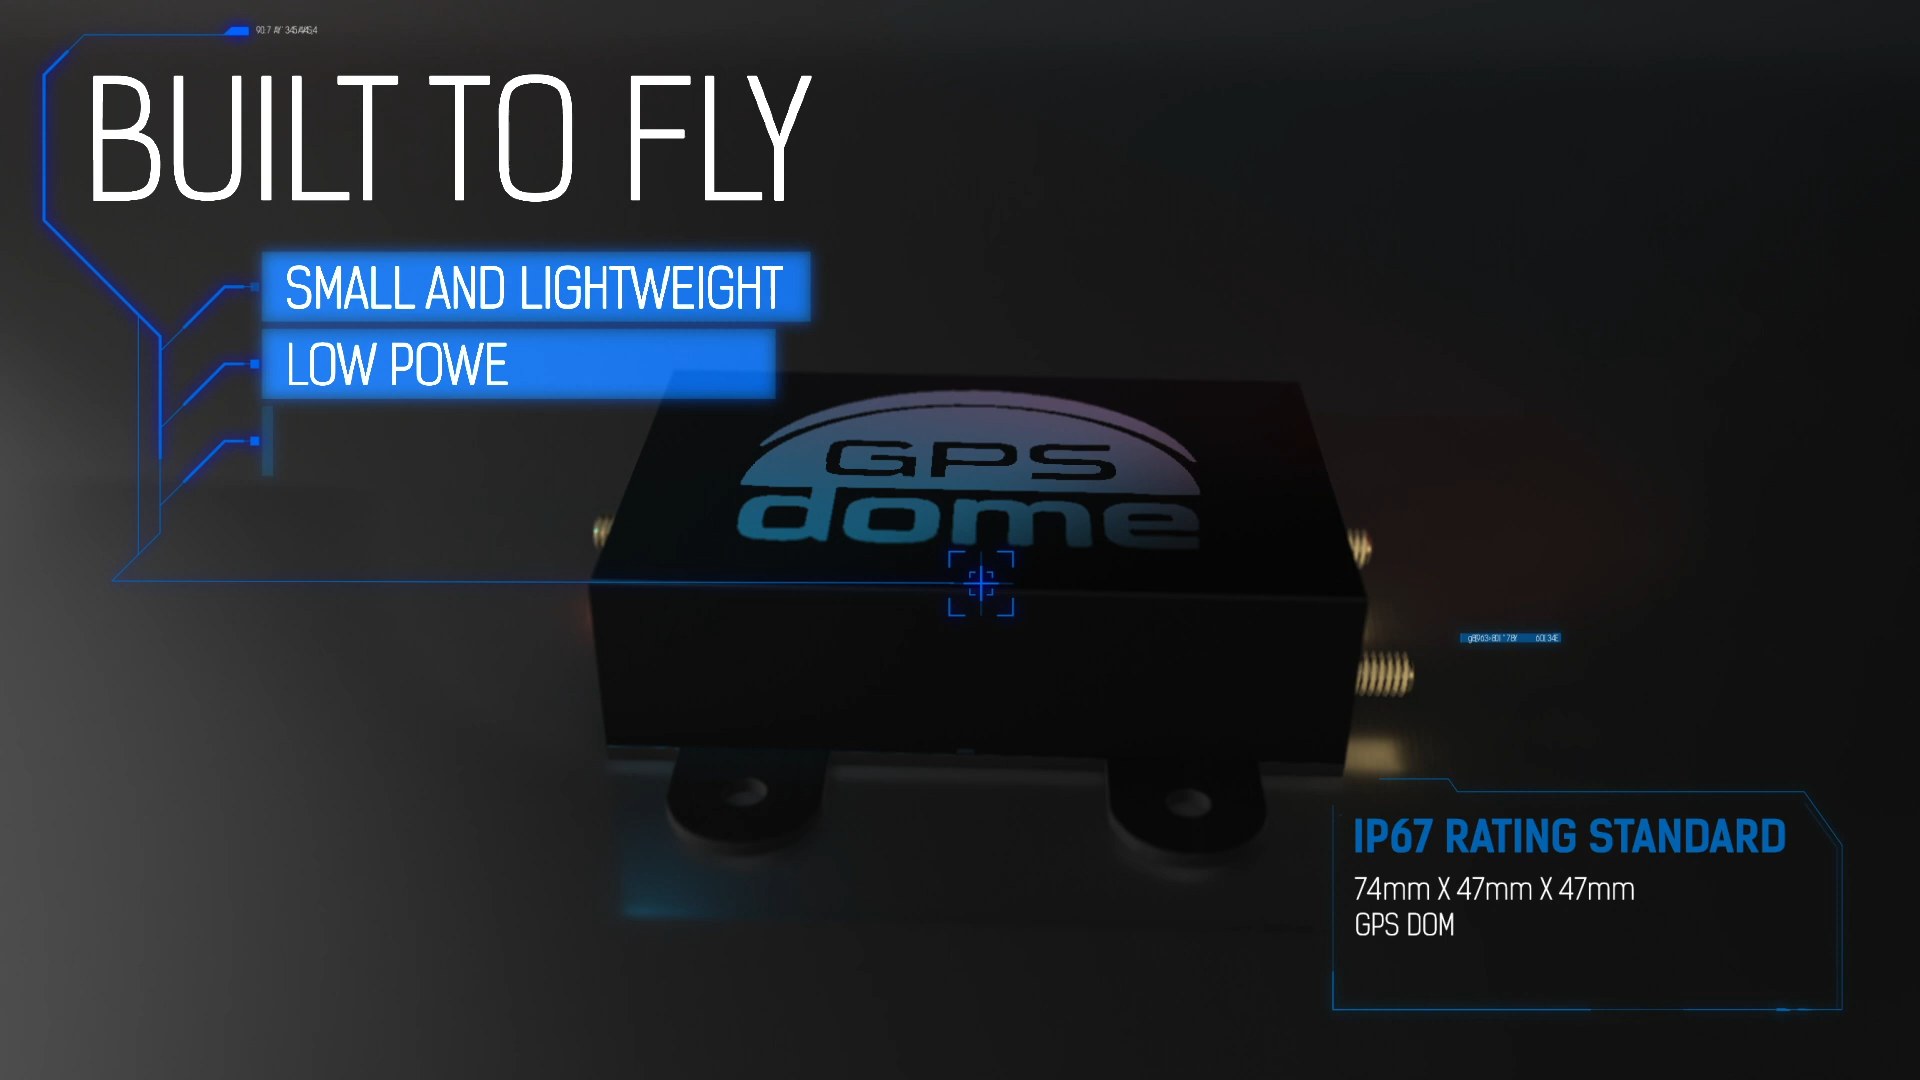 BUILT TO FLY
SMALL AND LIGHTWEIGHT
LOW POWE
GPS
dome
IP67 RATING STANDARD
74mm X 47mm X 47mm
GPS DOM